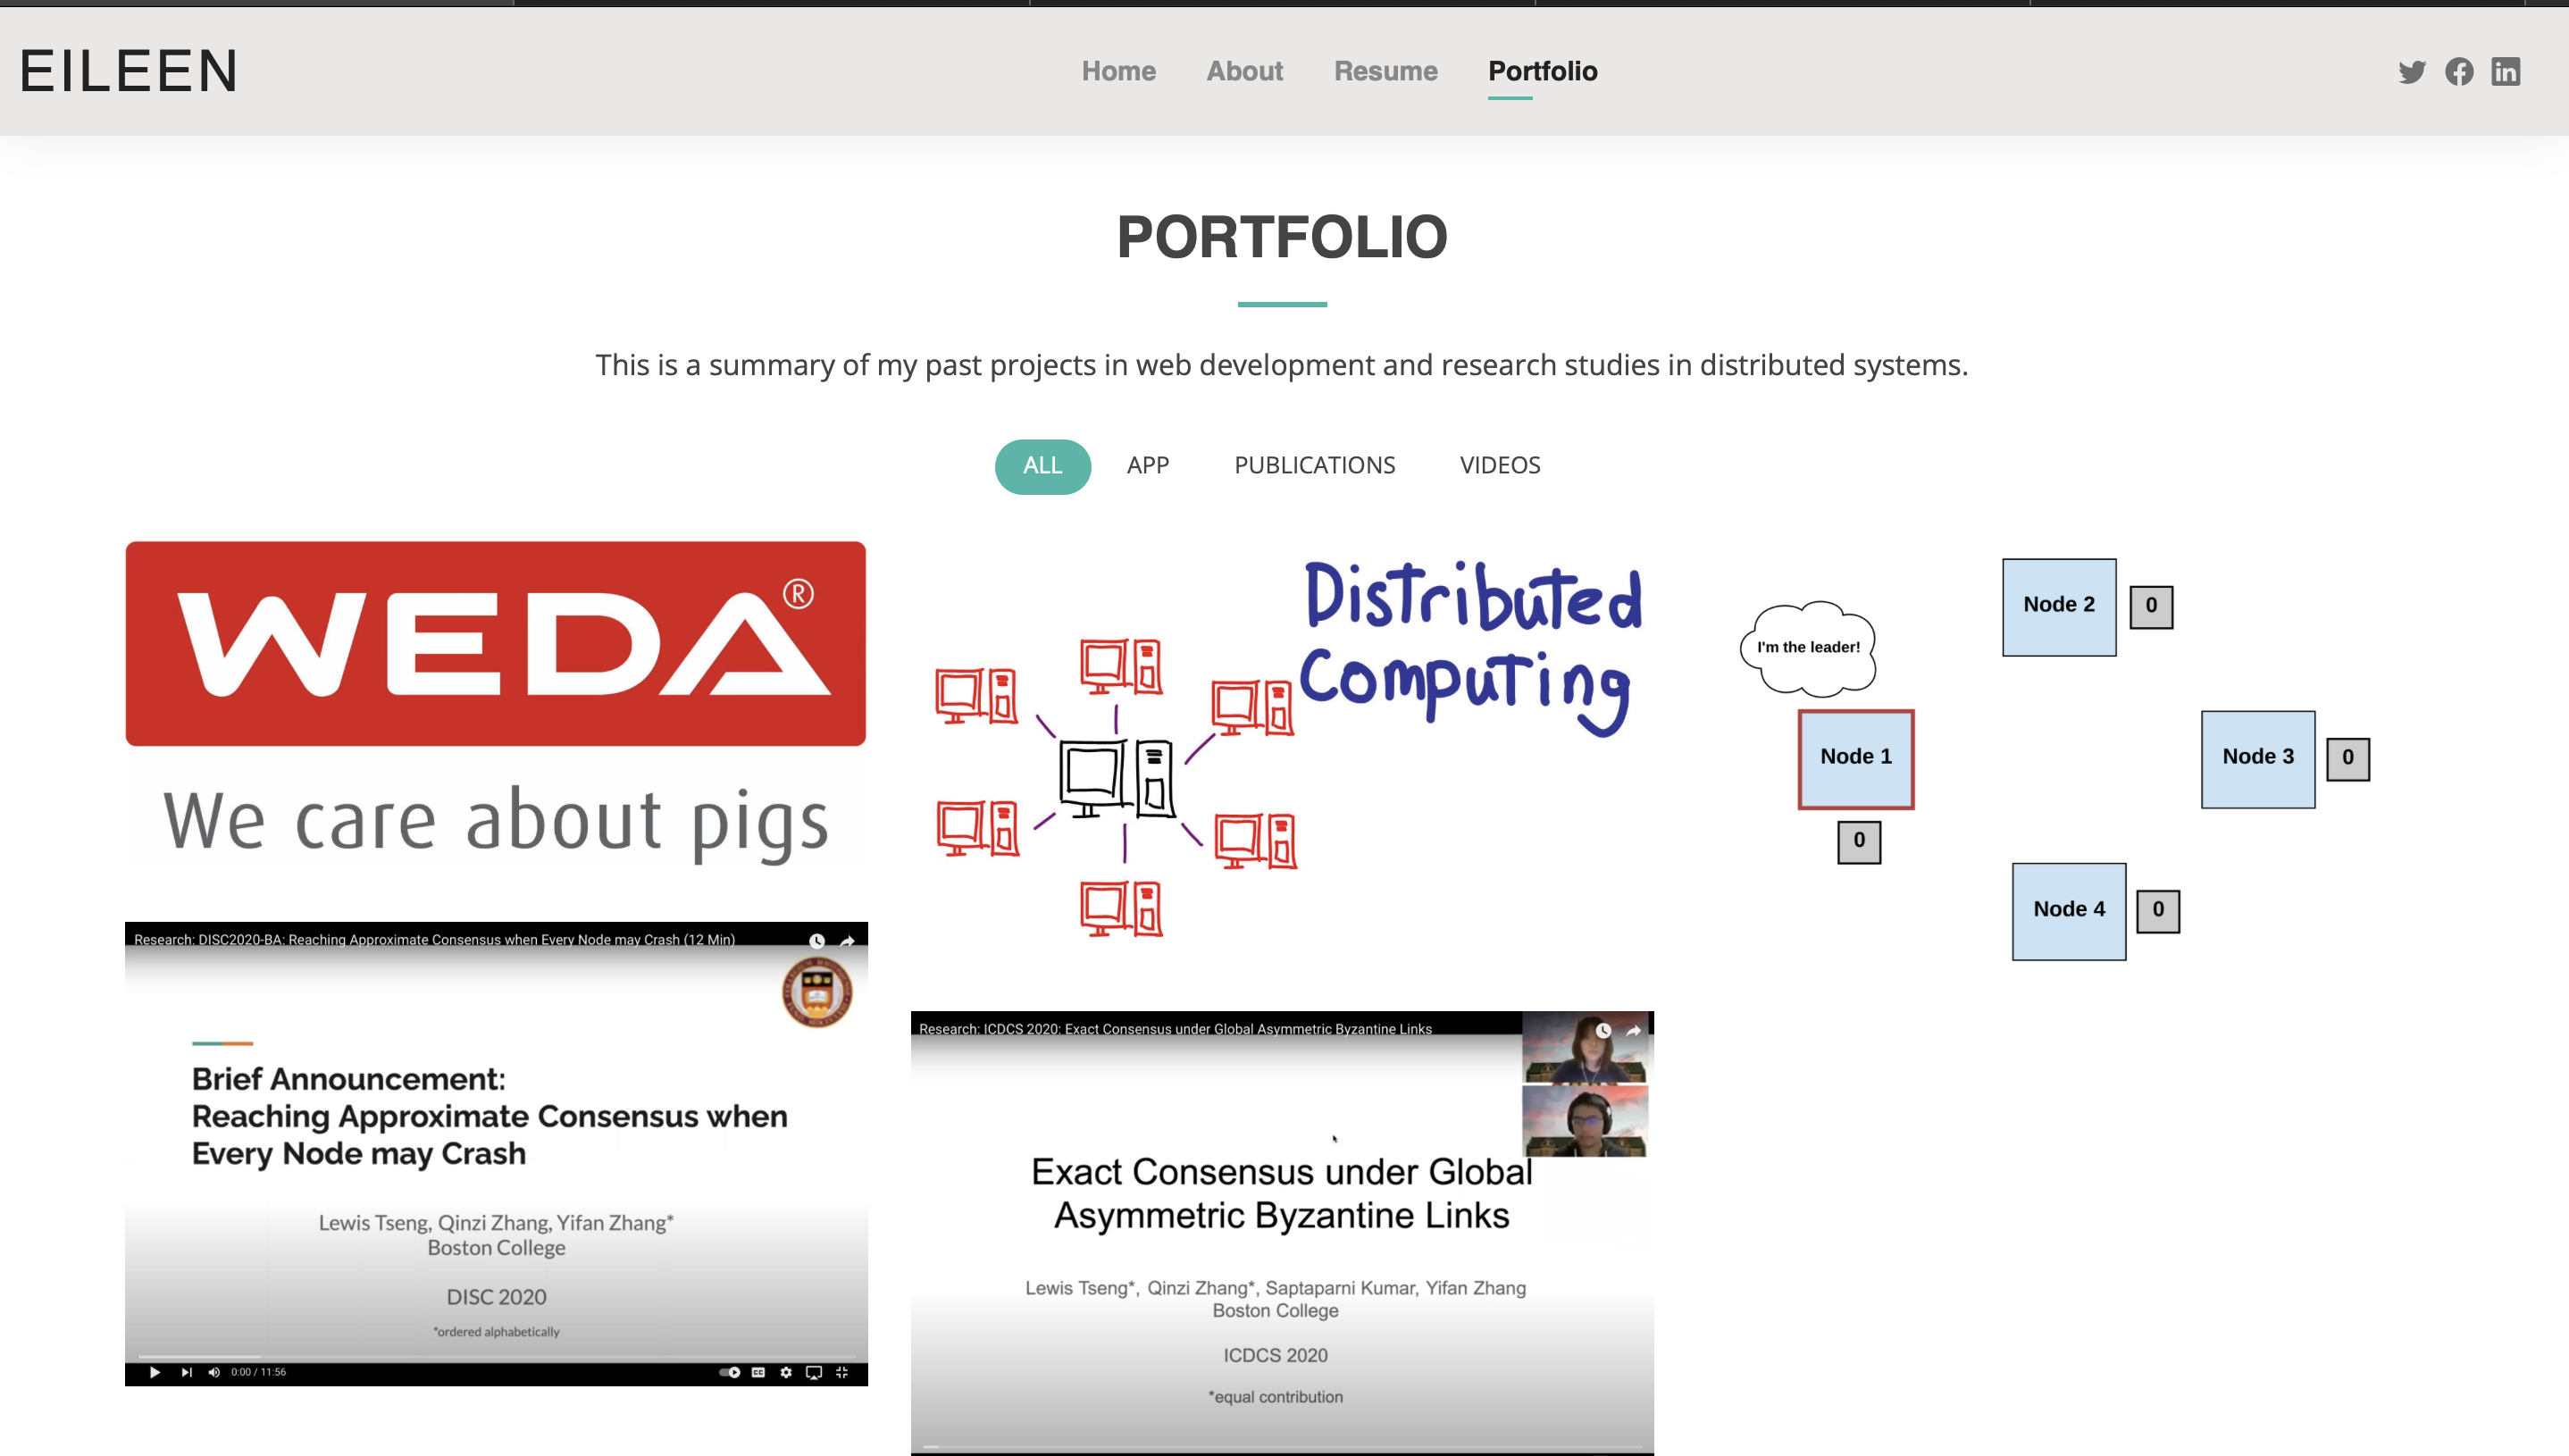 EILEEN
Home About Resume Portfolio
PORTFOLIO
This is a summary of my past projects in web development and research studies in distributed systems.
ALL APP PUBLICATIONS VIDEOS
WEDA®
We care about pigs
Distributed
Computing
I'm the leader!
Node 1
0
Node 2
0
Node 3
0
Node 4
0
Research: DISC2020-BA: Reaching Approximate Consensus when Every Node may Crash (12 Min)
Brief Announcement:
Reaching Approximate Consensus when
Every Node may Crash
Lewis Tseng, Qinzi Zhang, Yifan Zhang*
Boston College
DISC 2020
*ordered alphabetically
0:00 / 11:56
CC
Research: ICDCS 2020: Exact Consensus under Global Asymmetric Byzantine Links
Exact Consensus under Global
Asymmetric Byzantine Links
Lewis Tseng*, Qinzi Zhang*, Saptaparni Kumar, Yifan Zhang
Boston College
ICDCS 2020
*equal contribution